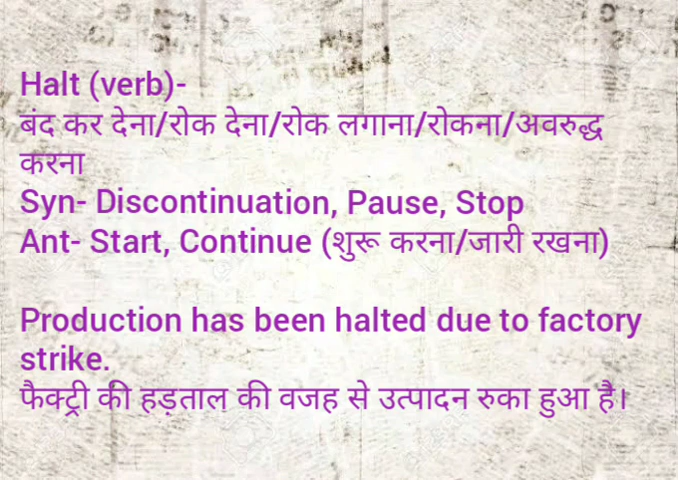 Halt (verb)-
बंद कर देना/रोक देना/रोक लगाना/रोकना/अवरुद्ध
करना
Syn- Discontinuation, Pause, Stop
Ant- Start, Continue (शुरू करना/जारी रखना)
Production has been halted due to factory
strike.
फैक्ट्री की हड़ताल की वजह से उत्पादन रुका हुआ है।